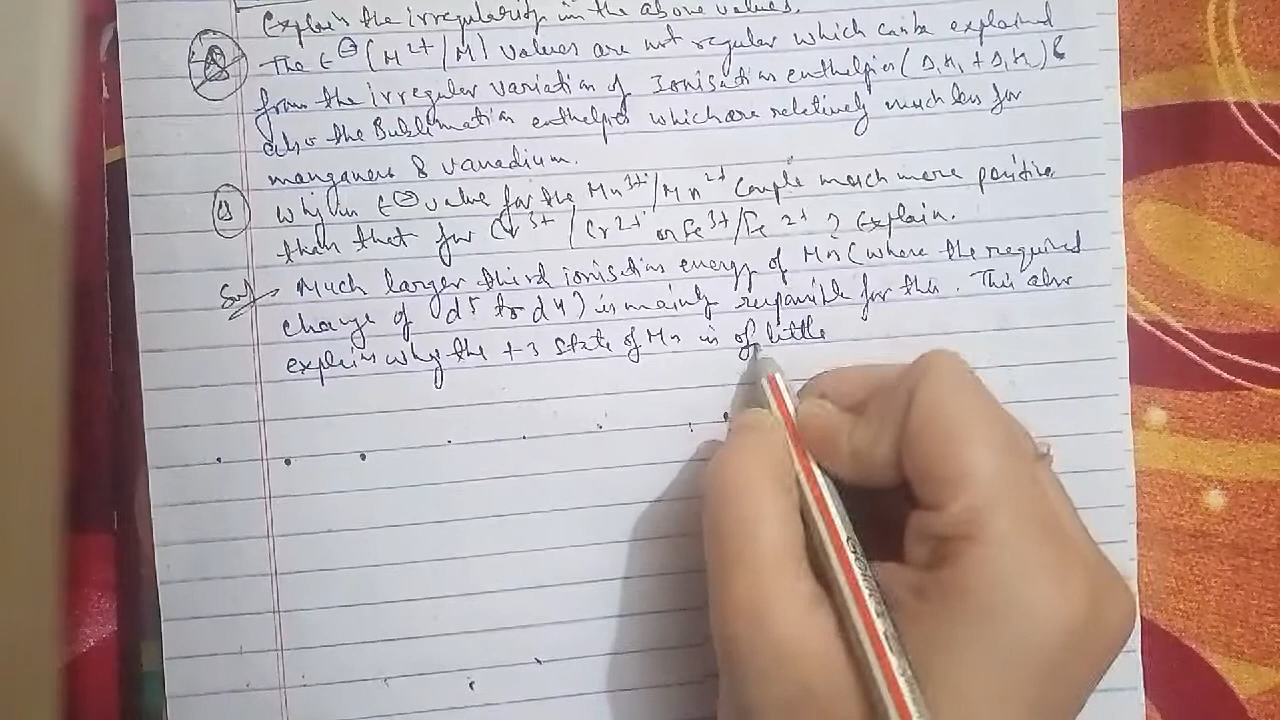 Explain the irregularity in the above values.
The E⊖(M2+/M) values are not regular which can be explained
from the irregular variation of Ionisation enthalpies (Δ,H, + Δ,H2) &
also the Sublimation enthalpies which are relatively much less for
manganese & vanadium.
Why is E⊖ value for the Mn3+/Mn2+ Couple much more positive
than that for Cr3+/Cr2+ or Fe3+/Fe2+ ? Explain.
Sol → Much larger third ionisation energy of Mn (where the required
change of d5 to d4) is mainly responsible for this. This also
explain why the +3 State of Mn is of little